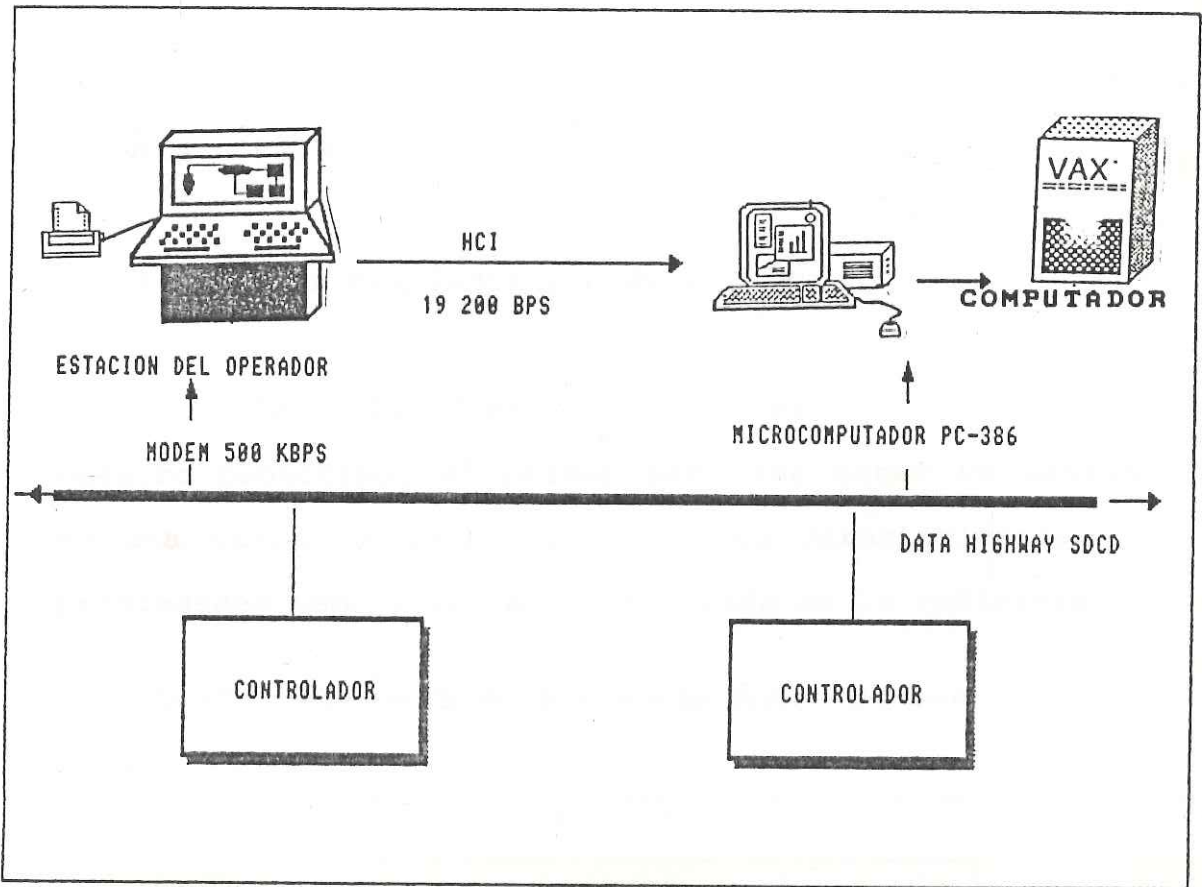 VAX
HCI
19 200 BPS
COMPUTADOR
ESTACION DEL OPERADOR
MODEM 500 KBPS
MICROCOMPUTADOR PC-386
DATA HIGHWAY SDCD
CONTROLADOR
CONTROLADOR